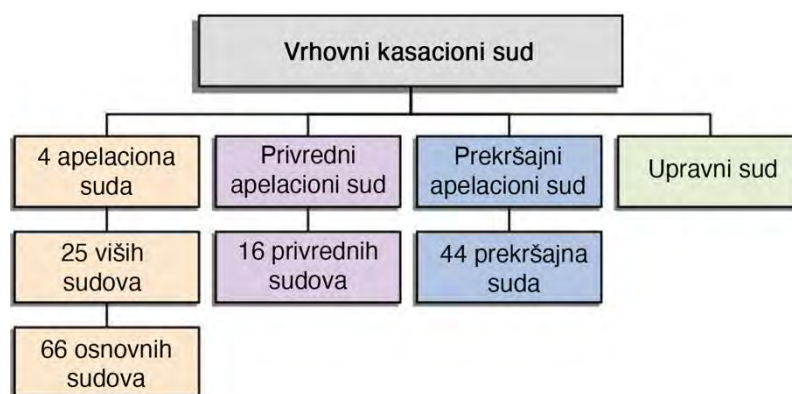 Vrhovni kasacioni sud
4 apelaciona
suda
Privredni
apelacioni sud
Prekršajni
apelacioni sud
Upravni sud
25 viših
sudova
16 privrednih
sudova
44 prekršajna
suda
66 osnovnih
sudova